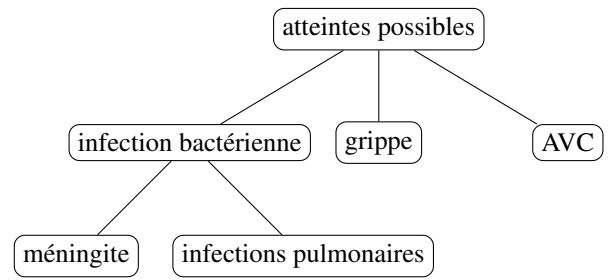 atteintes possibles
infection bactérienne
grippe
AVC
méningite
infections pulmonaires